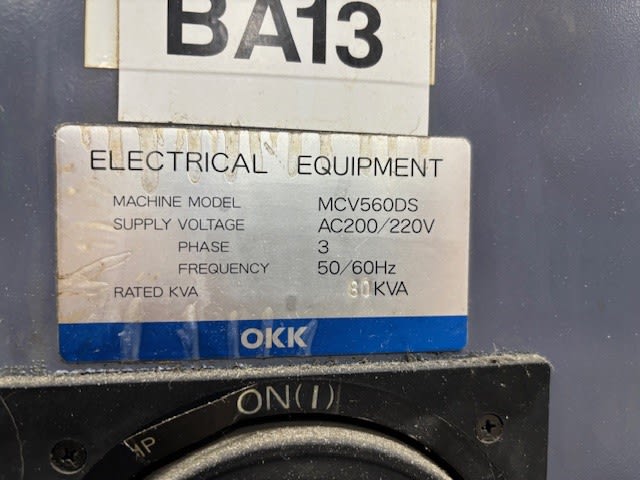 BA13
ELECTRICAL EQUIPMENT
MACHINE MODEL MCV560DS
SUPPLY VOLTAGE AC200/220V
PHASE 3
FREQUENCY 50/60Hz
RATED KVA 80KVA
OKK
ON(I)